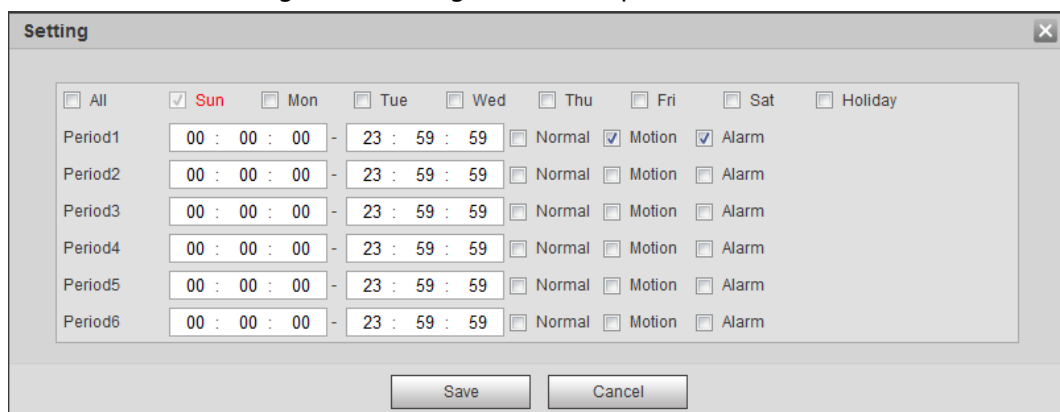 Setting
All Sun Mon Tue Wed Thu Fri Sat Holiday
Period1 00 : 00 : 00 - 23 : 59 : 59 Normal Motion Alarm
Period2 00 : 00 : 00 - 23 : 59 : 59 Normal Motion Alarm
Period3 00 : 00 : 00 - 23 : 59 : 59 Normal Motion Alarm
Period4 00 : 00 : 00 - 23 : 59 : 59 Normal Motion Alarm
Period5 00 : 00 : 00 - 23 : 59 : 59 Normal Motion Alarm
Period6 00 : 00 : 00 - 23 : 59 : 59 Normal Motion Alarm
Save Cancel